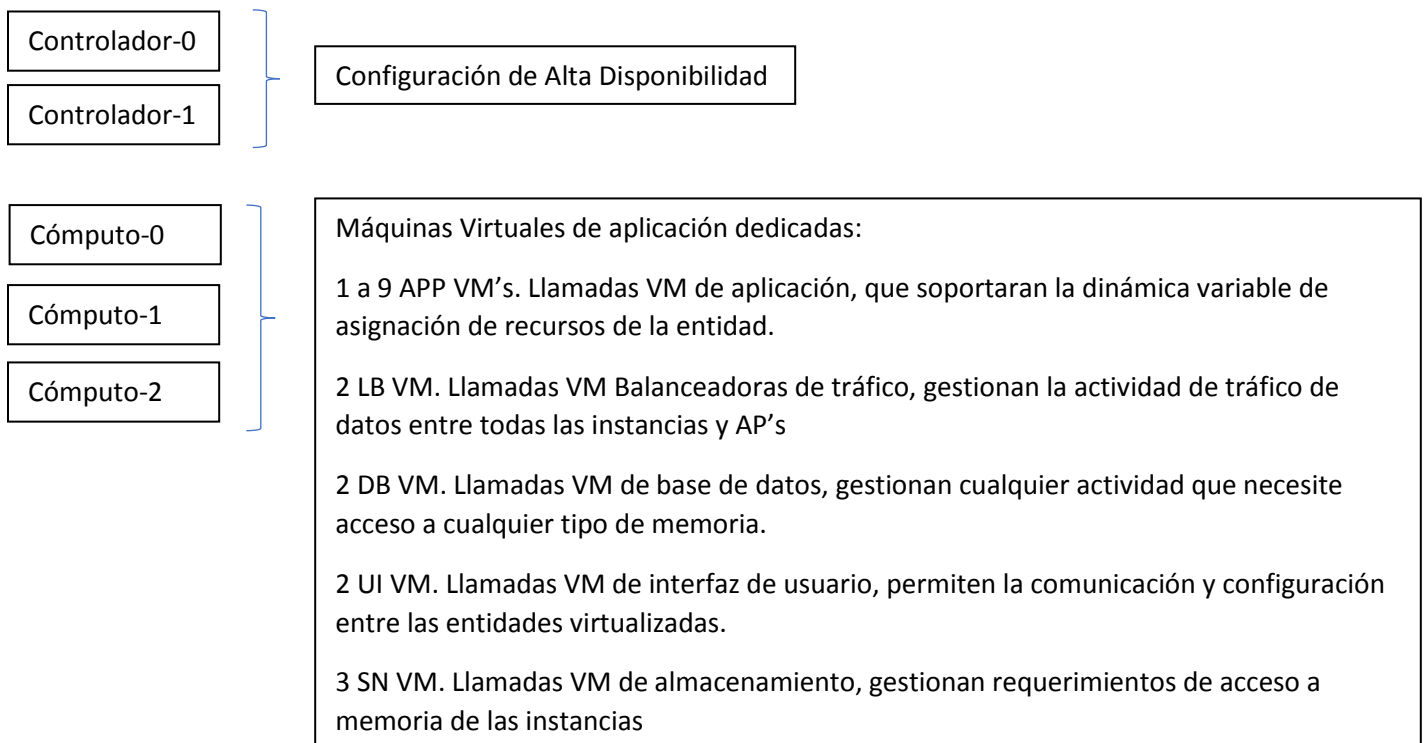 Controlador-0
Controlador-1
Configuración de Alta Disponibilidad
Cómputo-0
Cómputo-1
Cómputo-2
Máquinas Virtuales de aplicación dedicadas:
1 a 9 APP VM’s. Llamadas VM de aplicación, que soportaran la dinámica variable de
asignación de recursos de la entidad.
2 LB VM. Llamadas VM Balanceadoras de tráfico, gestionan la actividad de tráfico de
datos entre todas las instancias y AP’s
2 DB VM. Llamadas VM de base de datos, gestionan cualquier actividad que necesite
acceso a cualquier tipo de memoria.
2 UI VM. Llamadas VM de interfaz de usuario, permiten la comunicación y configuración
entre las entidades virtualizadas.
3 SN VM. Llamadas VM de almacenamiento, gestionan requerimientos de acceso a
memoria de las instancias